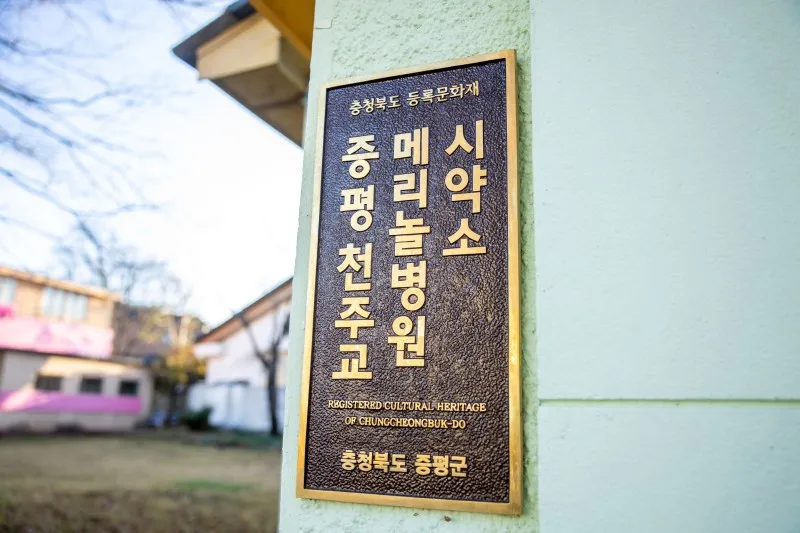 충청북도 등록문화재
증평천주교
메리놀병원
시약소
REGISTERED CULTURAL HERITAGE
OF CHUNGCHEONGBUK-DO
충청북도 증평군